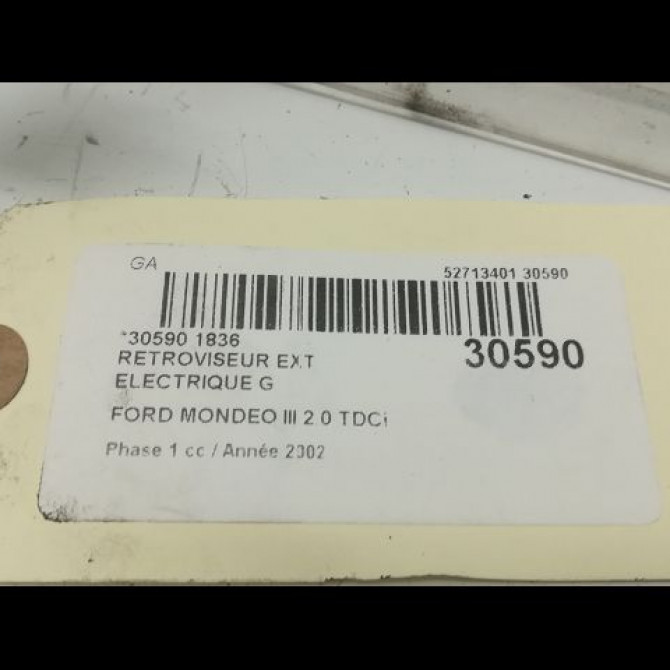 GA
52713401 30590
*30590 1836
30590
RETROVISEUR EXT
ELECTRIQUE G
FORD MONDEO III 2.0 TDCi
Phase 1 cc / Année 2002